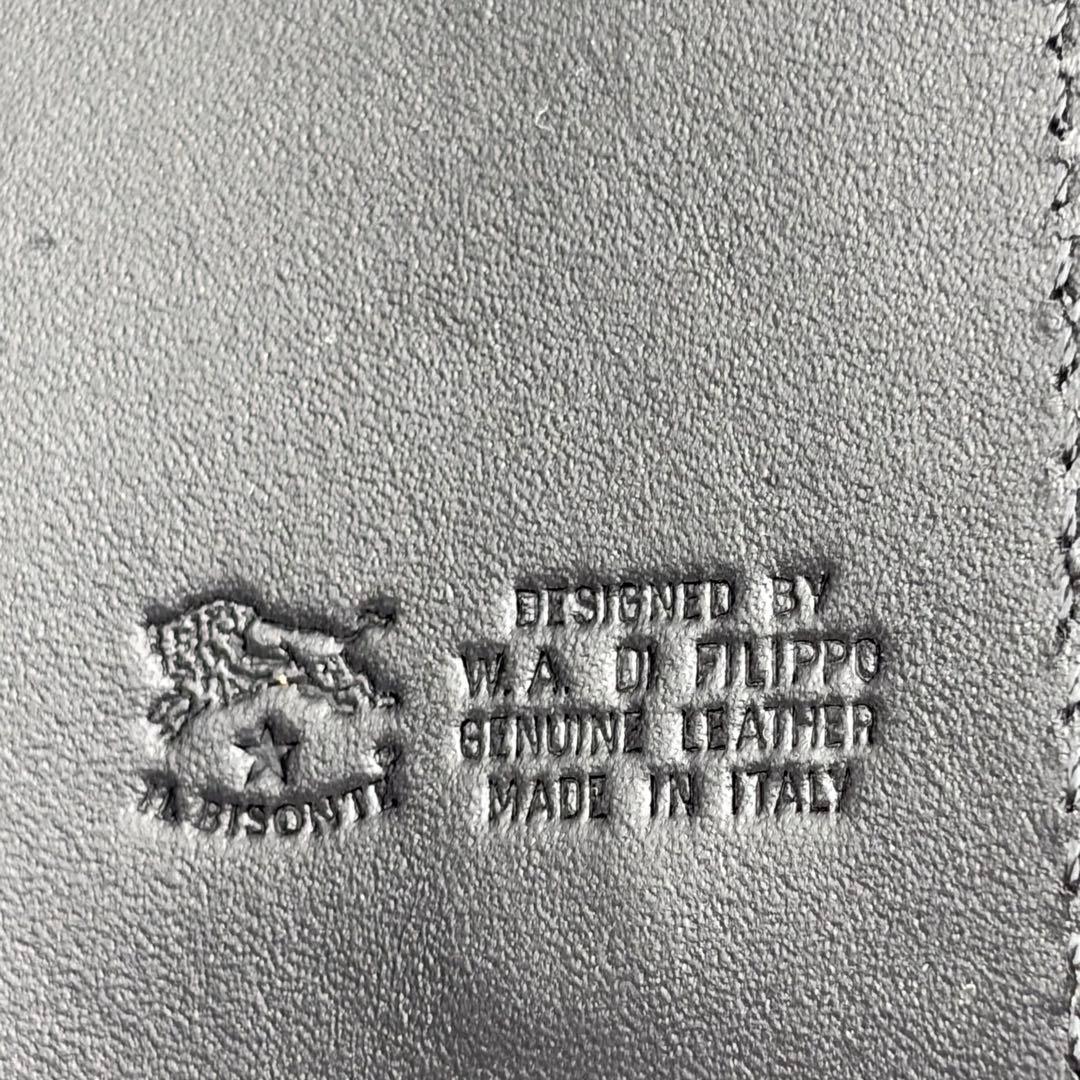 IL BISONTE
DESIGNED BY
W.A. DI FILIPPO
GENUINE LEATHER
MADE IN ITALY